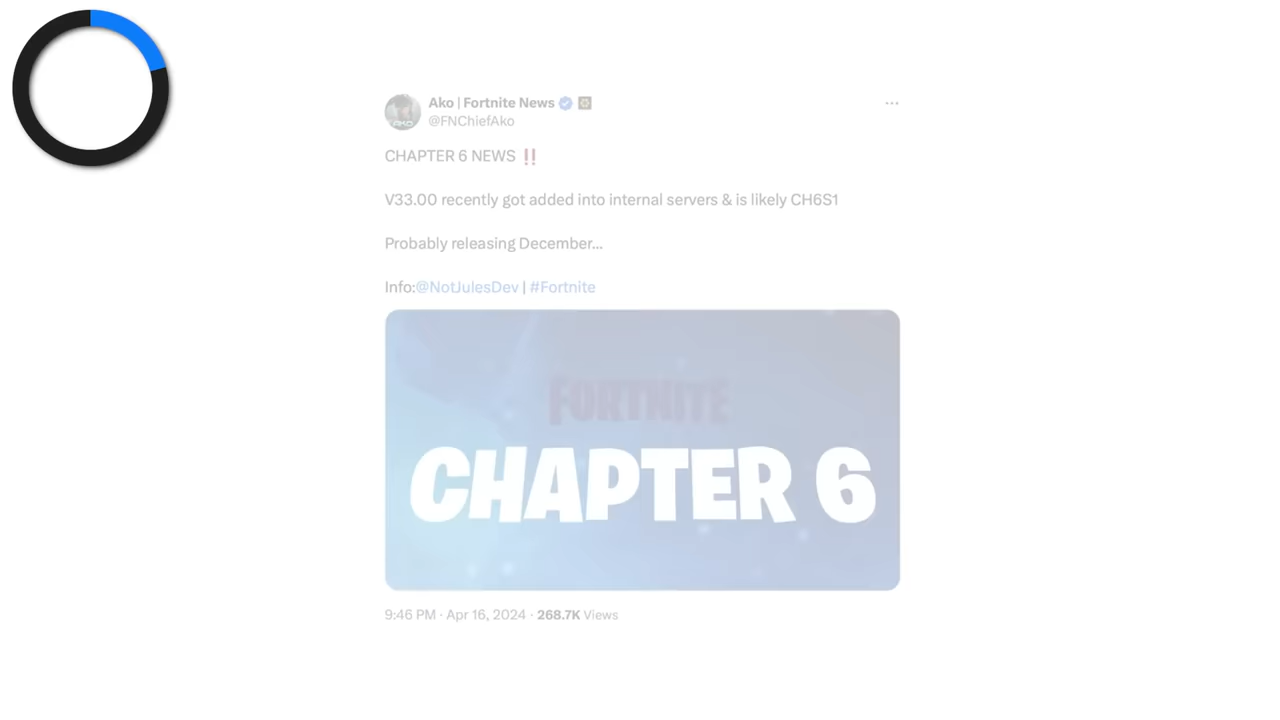 Ako | Fortnite News
@FNChiefAko
CHAPTER 6 NEWS ‼️
V33.00 recently got added into internal servers & is likely CH6S1
Probably releasing December...
Info:@NotJulesDev | #Fortnite
FORTNITE
CHAPTER 6
9:46 PM · Apr 16, 2024 · 268.7K Views